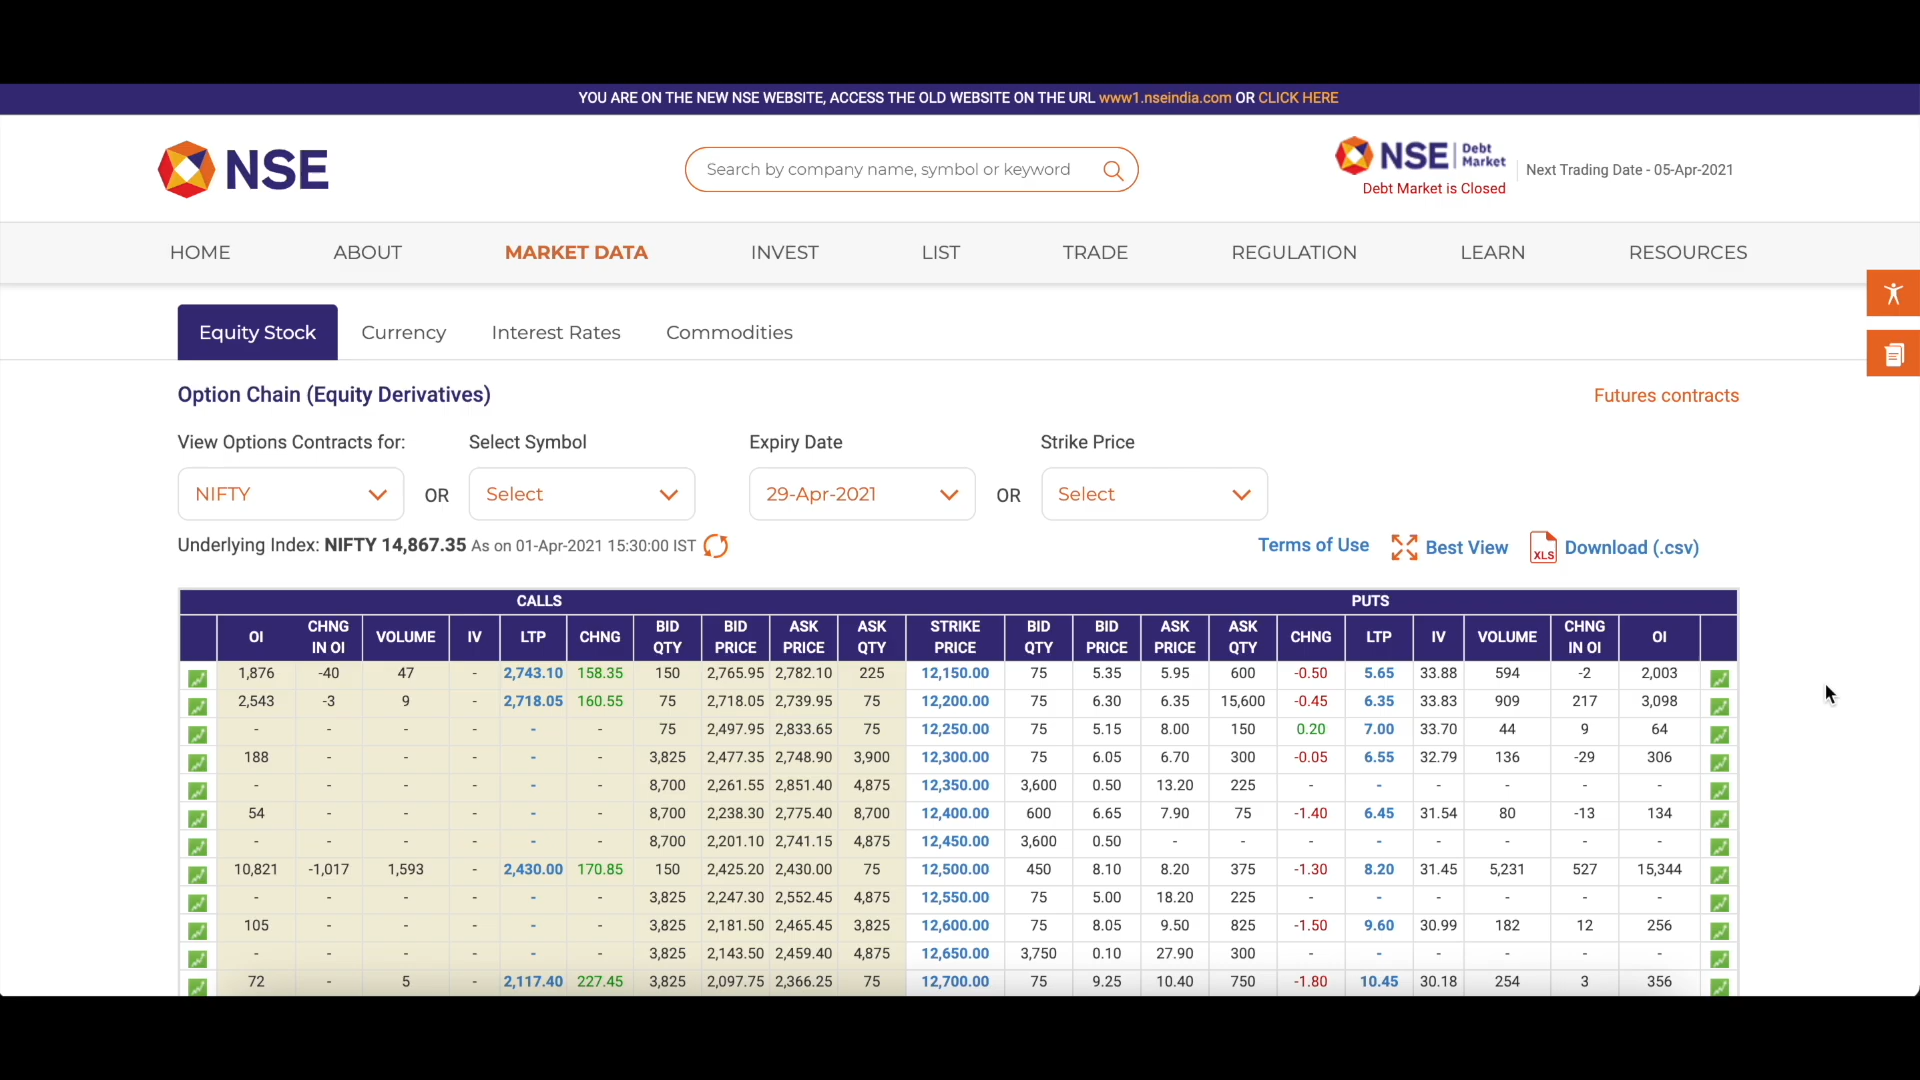 YOU ARE ON THE NEW NSE WEBSITE, ACCESS THE OLD WEBSITE ON THE URL www1.nseindia.com OR CLICK HERE
NSE
Search by company name, symbol or keyword
NSE Debt Market
Debt Market is Closed
Next Trading Date - 05-Apr-2021
HOME ABOUT MARKET DATA INVEST LIST TRADE REGULATION LEARN RESOURCES
Equity Stock Currency Interest Rates Commodities
Option Chain (Equity Derivatives) Futures contracts
View Options Contracts for: Select Symbol Expiry Date Strike Price
NIFTY OR Select 29-Apr-2021 OR Select
Underlying Index: NIFTY 14,867.35 As on 01-Apr-2021 15:30:00 IST Terms of Use Best View XLS Download (.csv)
CALLS PUTS
OI CHNG IN OI VOLUME IV LTP CHNG BID QTY BID PRICE ASK PRICE ASK QTY STRIKE PRICE BID QTY BID PRICE ASK PRICE ASK QTY CHNG LTP IV VOLUME CHNG IN OI OI
1,876 -40 47 - 2,743.10 158.35 150 2,765.95 2,782.10 225 12,150.00 75 5.35 5.95 600 -0.50 5.65 33.88 594 -2 2,003
2,543 -3 9 - 2,718.05 160.55 75 2,718.05 2,739.95 75 12,200.00 75 6.30 6.35 15,600 -0.45 6.35 33.83 909 217 3,098
- - - - - - 75 2,497.95 2,833.65 75 12,250.00 75 5.15 8.00 150 0.20 7.00 33.70 44 9 64
188 - - - - - 3,825 2,477.35 2,748.90 3,900 12,300.00 75 6.05 6.70 300 -0.05 6.55 32.79 136 -29 306
- - - - - - 8,700 2,261.55 2,851.40 4,875 12,350.00 3,600 0.50 13.20 225 - - - - - -
54 - - - - - 8,700 2,238.30 2,775.40 8,700 12,400.00 600 6.65 7.90 75 -1.40 6.45 31.54 80 -13 134
- - - - - - 8,700 2,201.10 2,741.15 4,875 12,450.00 3,600 0.50 - - - - - - - -
10,821 -1,017 1,593 - 2,430.00 170.85 150 2,425.20 2,430.00 75 12,500.00 450 8.10 8.20 375 -1.30 8.20 31.45 5,231 527 15,344
- - - - - - 3,825 2,247.30 2,552.45 4,875 12,550.00 75 5.00 18.20 225 - - - - - -
105 - - - - - 3,825 2,181.50 2,465.45 3,825 12,600.00 75 8.05 9.50 825 -1.50 9.60 30.99 182 12 256
- - - - - - 3,825 2,143.50 2,459.40 4,875 12,650.00 3,750 0.10 27.90 300 - - - - - -
72 - 5 - 2,117.40 227.45 3,825 2,097.75 2,366.25 75 12,700.00 75 9.25 10.40 750 -1.80 10.45 30.18 254 3 356